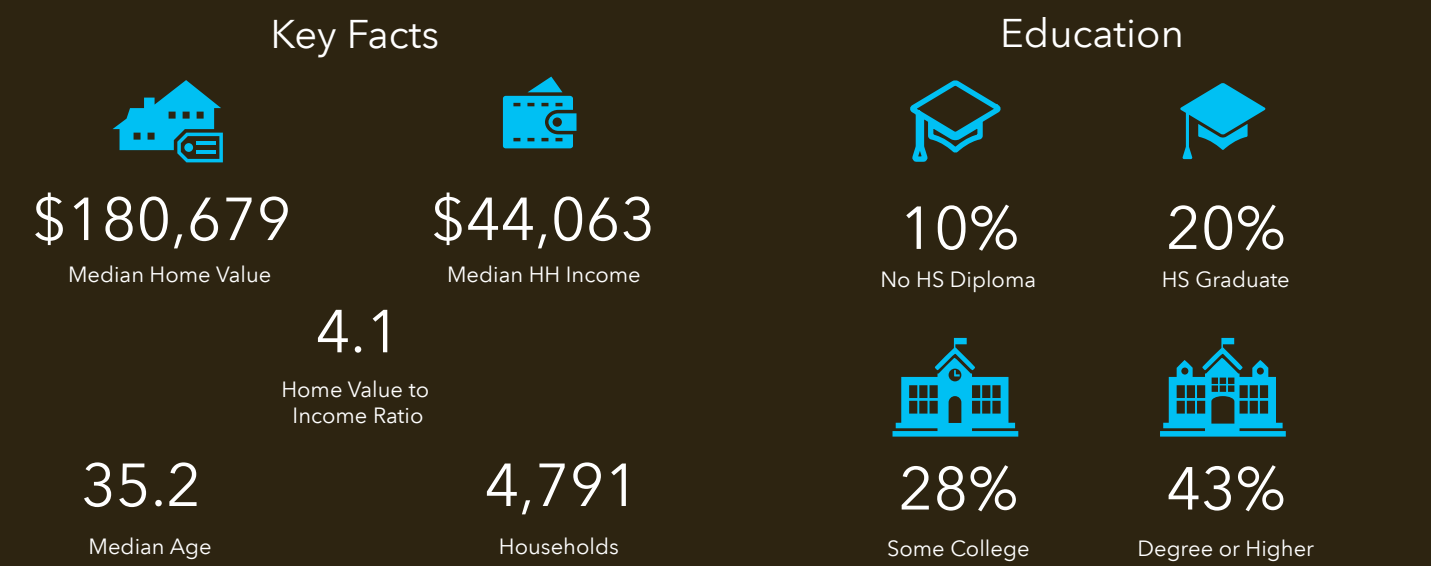 Key Facts
$180,679
Median Home Value
$44,063
Median HH Income
4.1
Home Value to
Income Ratio
35.2
Median Age
4,791
Households
Education
10%
No HS Diploma
20%
HS Graduate
28%
Some College
43%
Degree or Higher